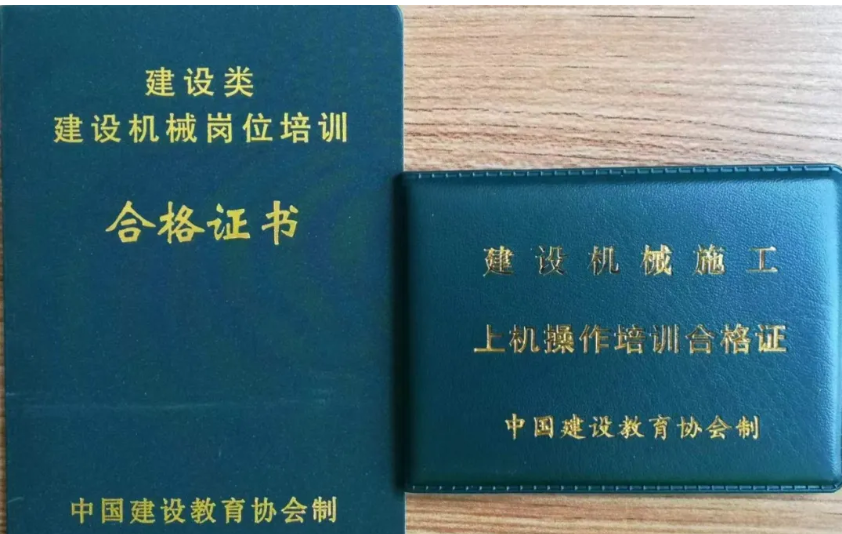 建设类
建设机械岗位培训
合格证书
中国建设教育协会制
建设机械施工
上机操作培训合格证
中国建设教育协会制